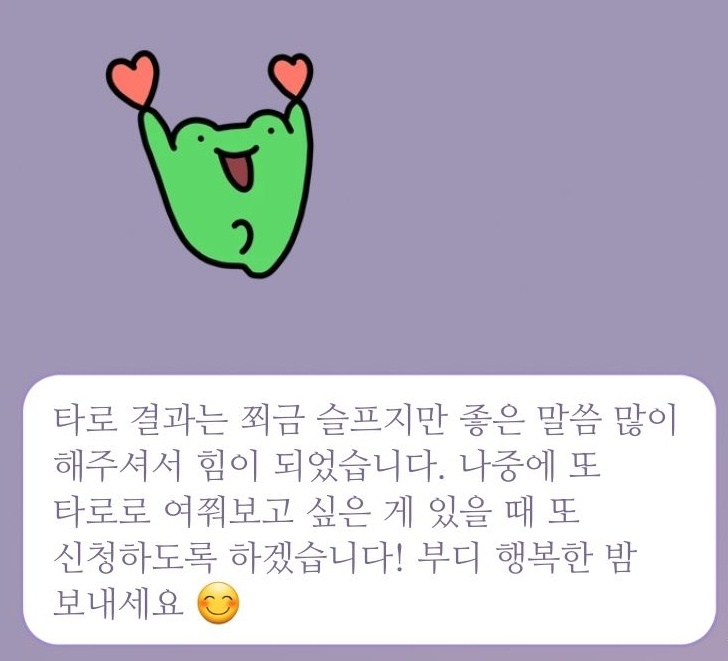 타로 결과는 쬐금 슬프지만 좋은 말씀 많이
해주셔서 힘이 되었습니다. 나중에 또
타로로 여쭤보고 싶은 게 있을 때 또
신청하도록 하겠습니다! 부디 행복한 밤
보내세요 😊